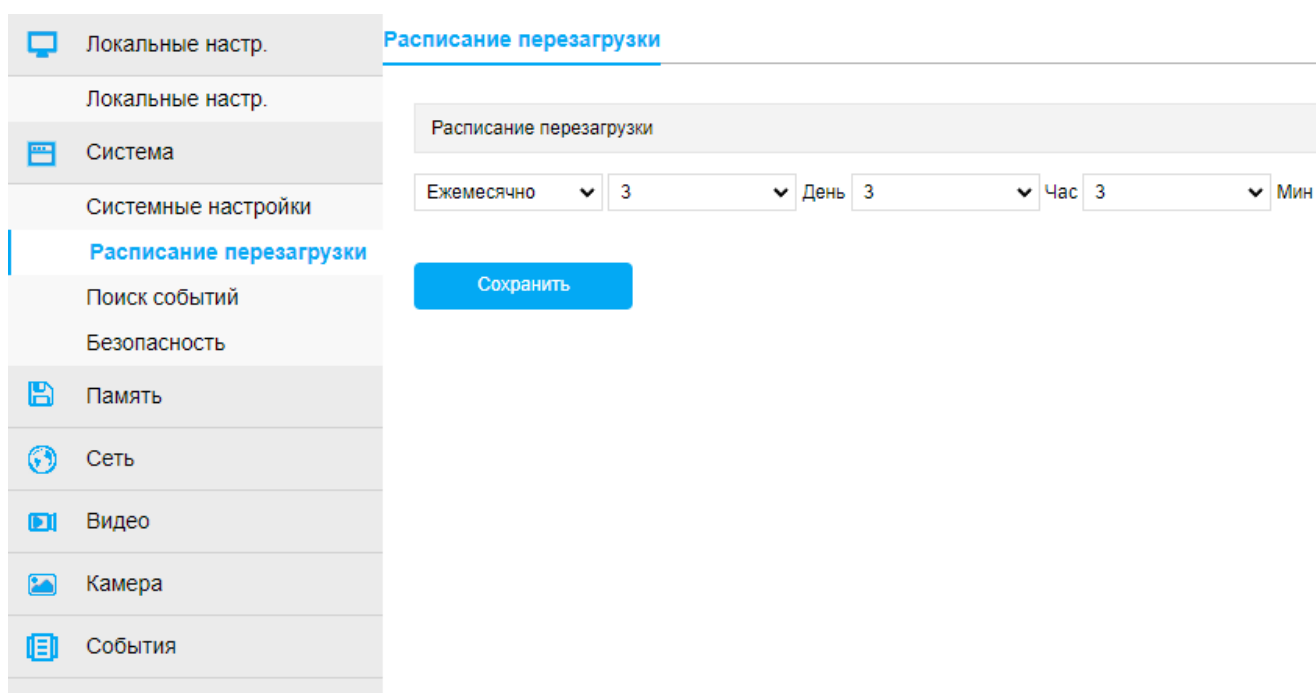 Локальные настр.
Локальные настр.
Система
Системные настройки
Расписание перезагрузки
Поиск событий
Безопасность
Память
Сеть
Видео
Камера
События
Расписание перезагрузки
Расписание перезагрузки
Ежемесячно 3 День 3 Час 3 Мин
Сохранить